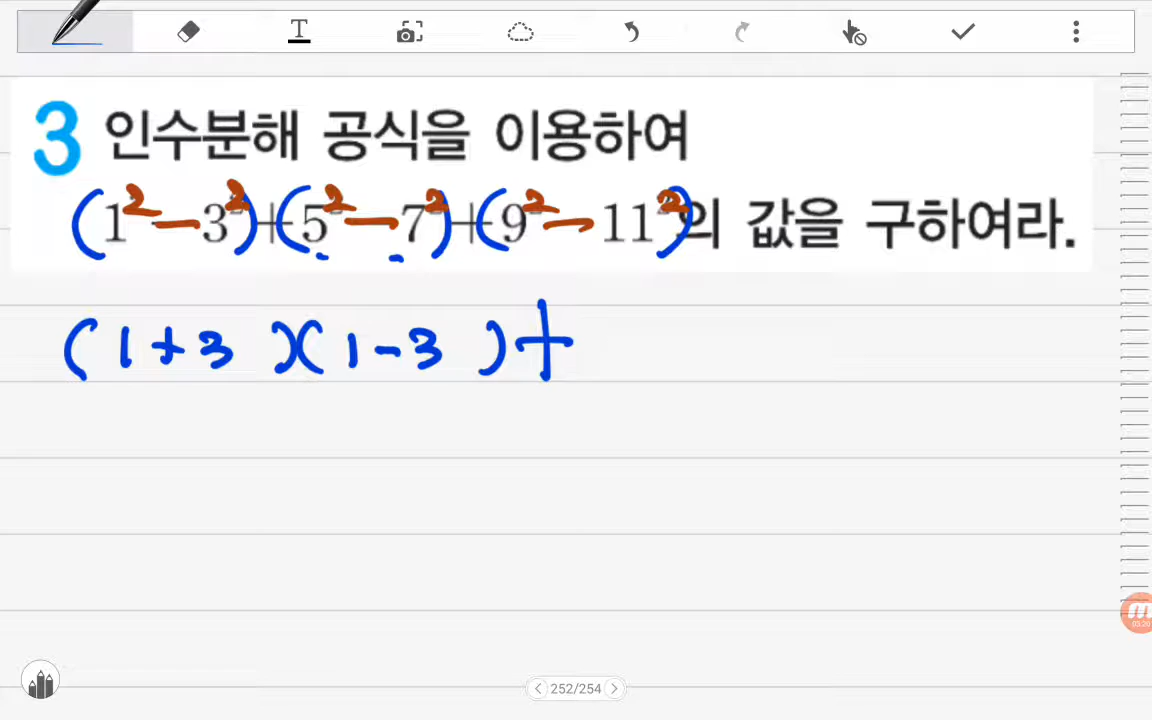 T
3 인수분해 공식을 이용하여
(1²-3²)+(5²-7²)+(9²-11²)의 값을 구하여라.
(1+3)(1-3)+
252/254